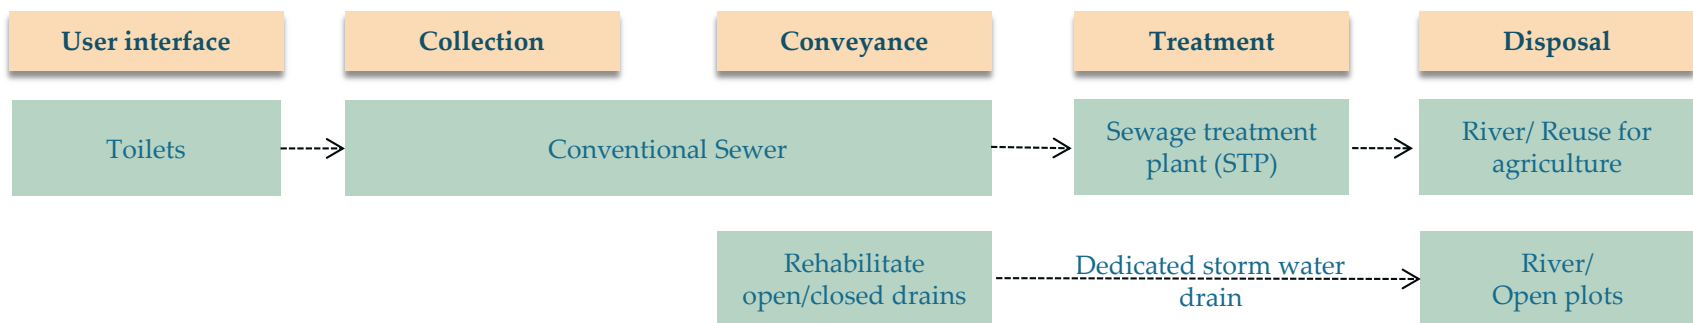 User interface
Collection
Conveyance
Treatment
Disposal
Toilets
Conventional Sewer
Sewage treatment
plant (STP)
River/ Reuse for
agriculture
Rehabilitate
open/closed drains
Dedicated storm water
drain
River/
Open plots